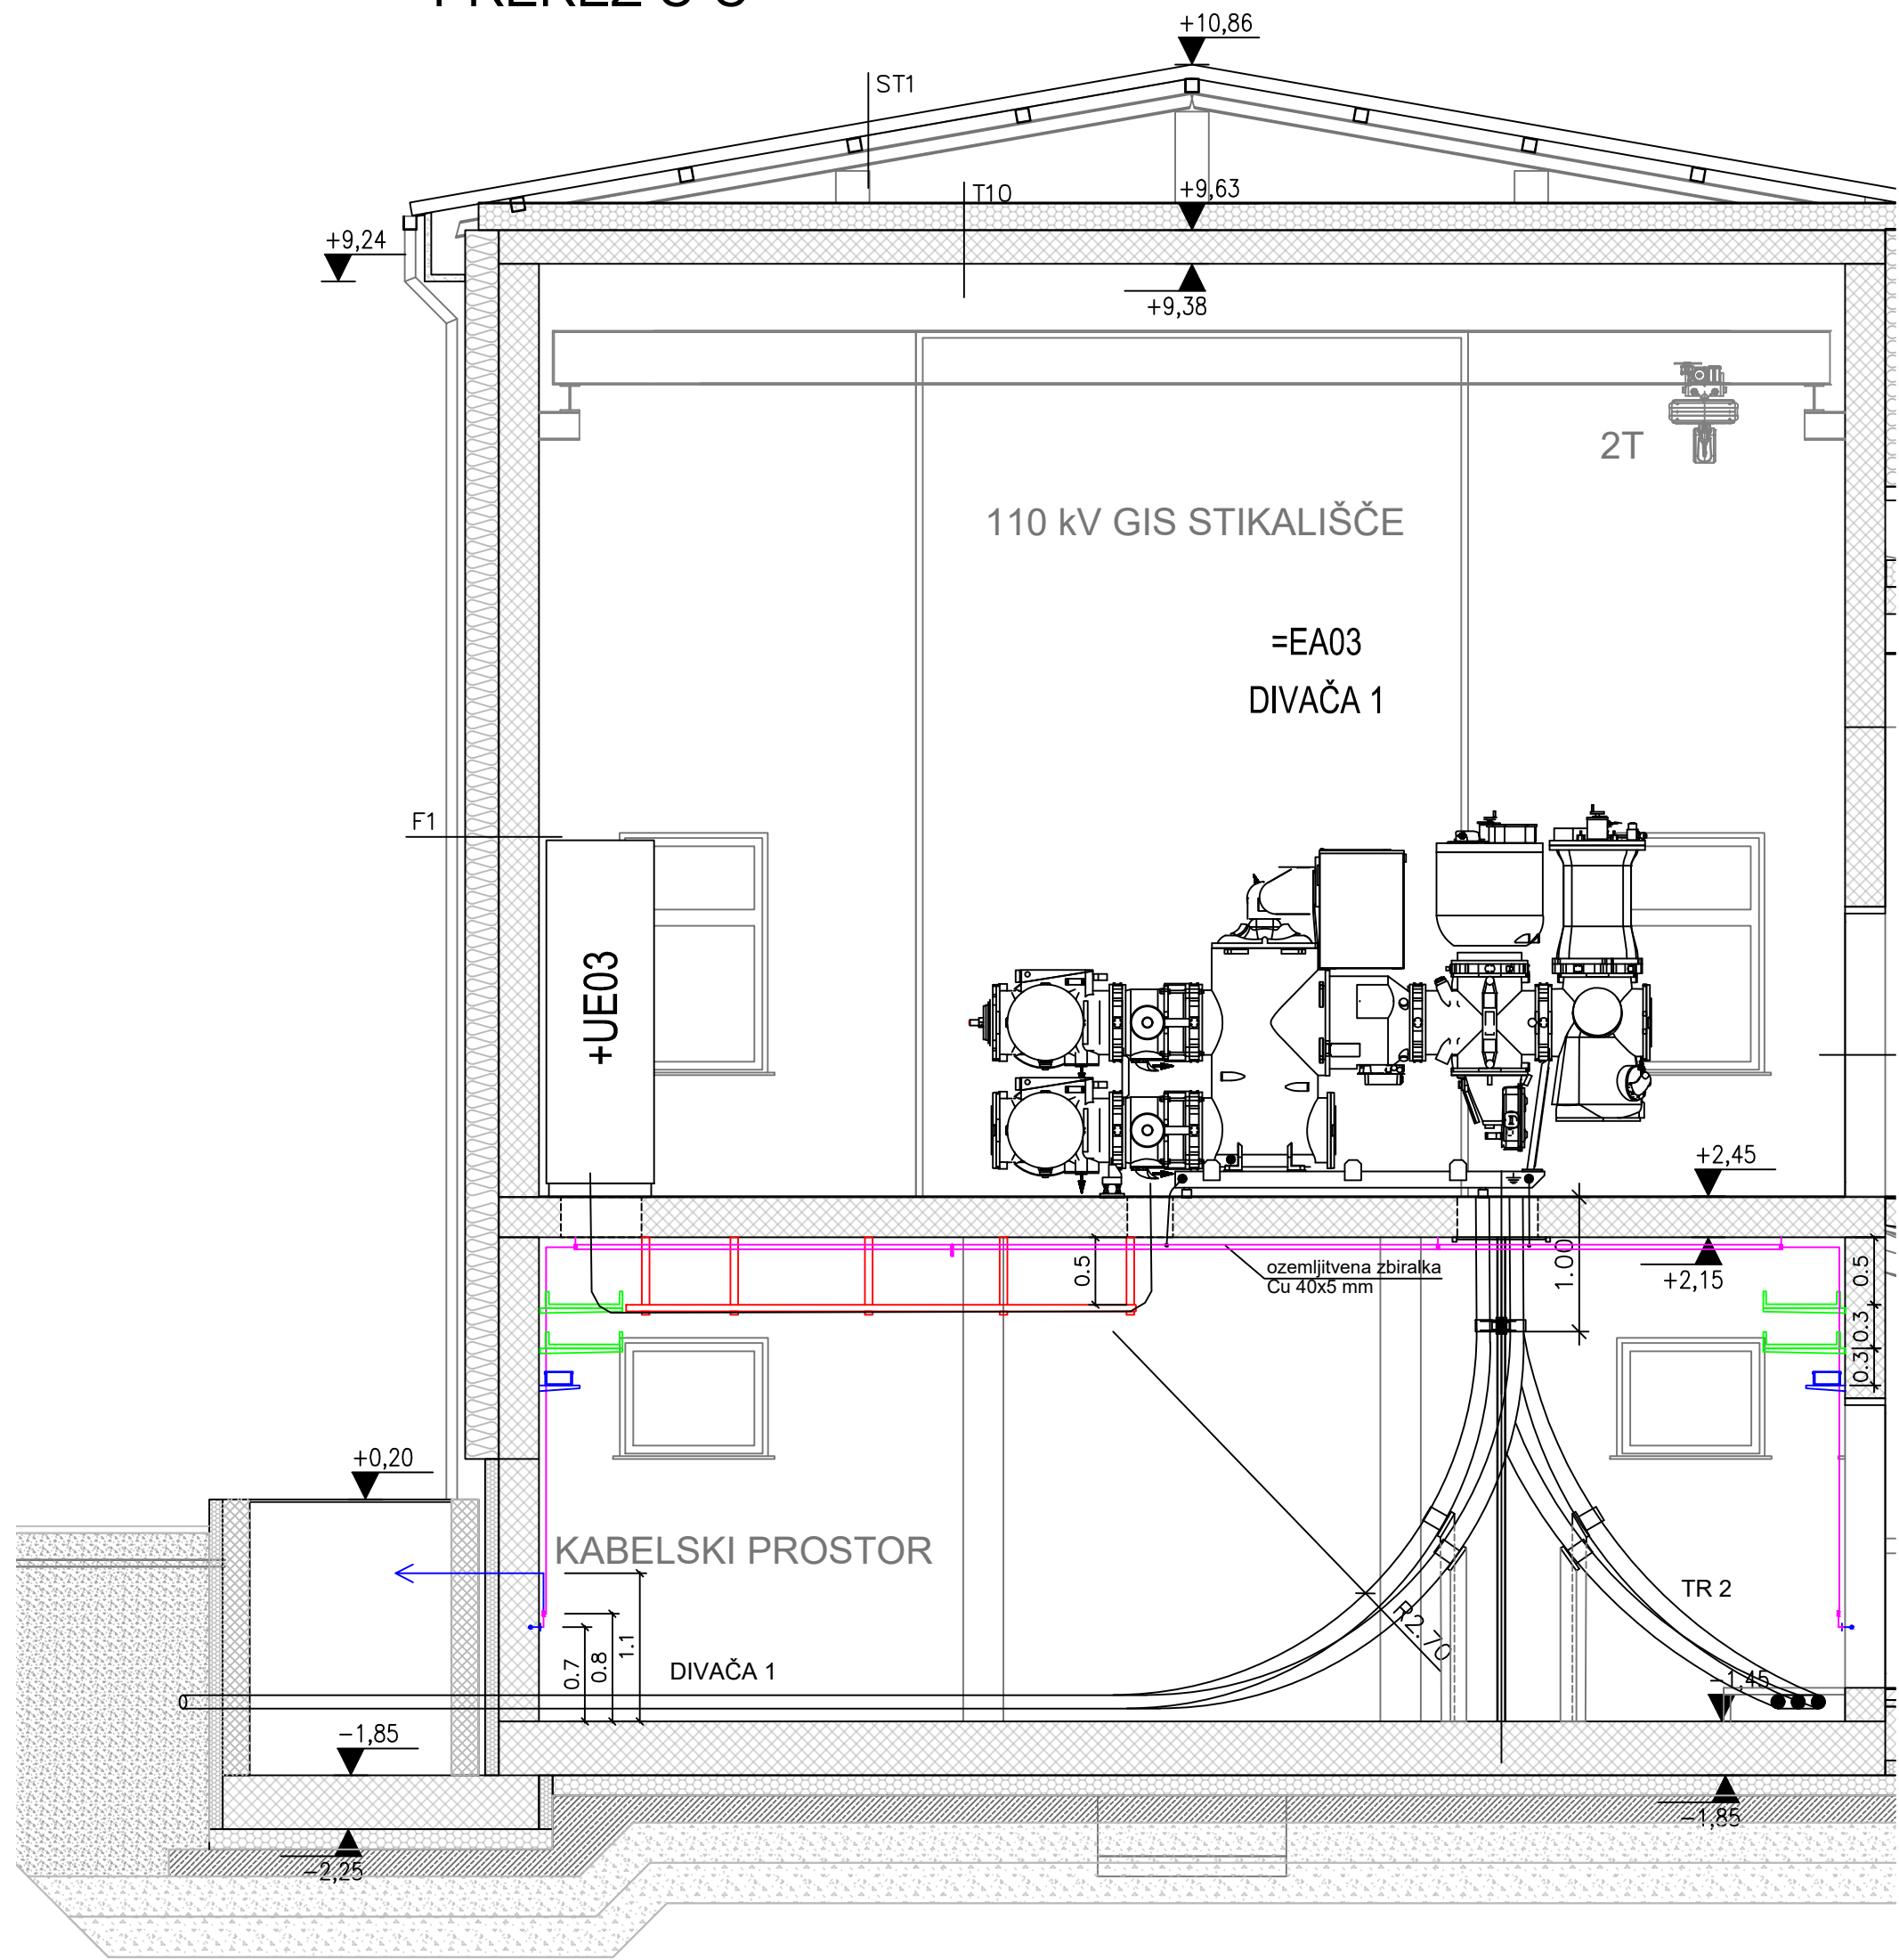 +10,86
ST1
T10
+9,63
+9,24
+9,38
2T
110 kV GIS STIKALIŠČE
=EA03
DIVAČA 1
F1
+UE03
+2,45
0.5
ozemljitvena zbiralka
Cu 40x5 mm
1.00
+2,15
0.5
0.3
0.3
+0,20
KABELSKI PROSTOR
TR 2
R2.70
0.7
0.8
1.1
DIVAČA 1
-1,45
-1,85
-1,85
-2,25